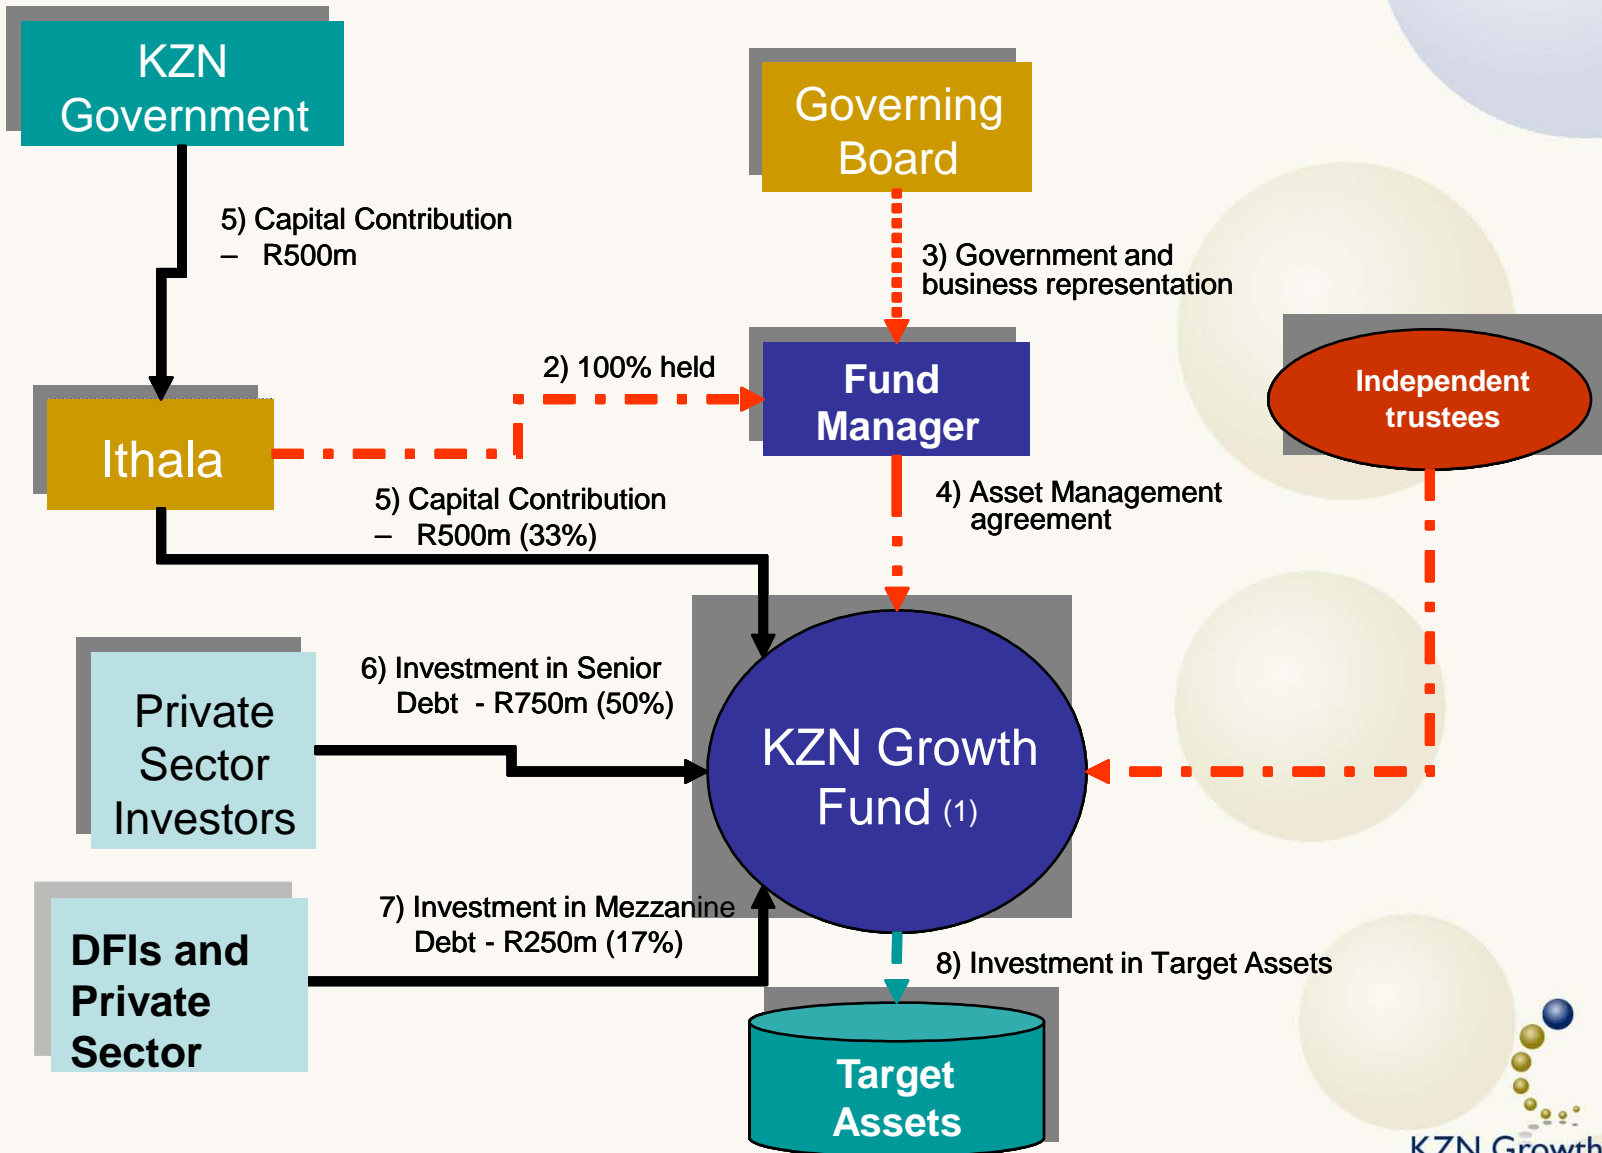 KZN
Government
Governing
Board
5) Capital Contribution
– R500m
3) Government and
business representation
2) 100% held
Fund
Manager
Independent
trustees
Ithala
5) Capital Contribution
– R500m (33%)
4) Asset Management
agreement
6) Investment in Senior
Debt - R750m (50%)
Private
Sector
Investors
KZN Growth
Fund (1)
7) Investment in Mezzanine
Debt - R250m (17%)
DFIs and
Private
Sector
8) Investment in Target Assets
Target
Assets
KZN Growth